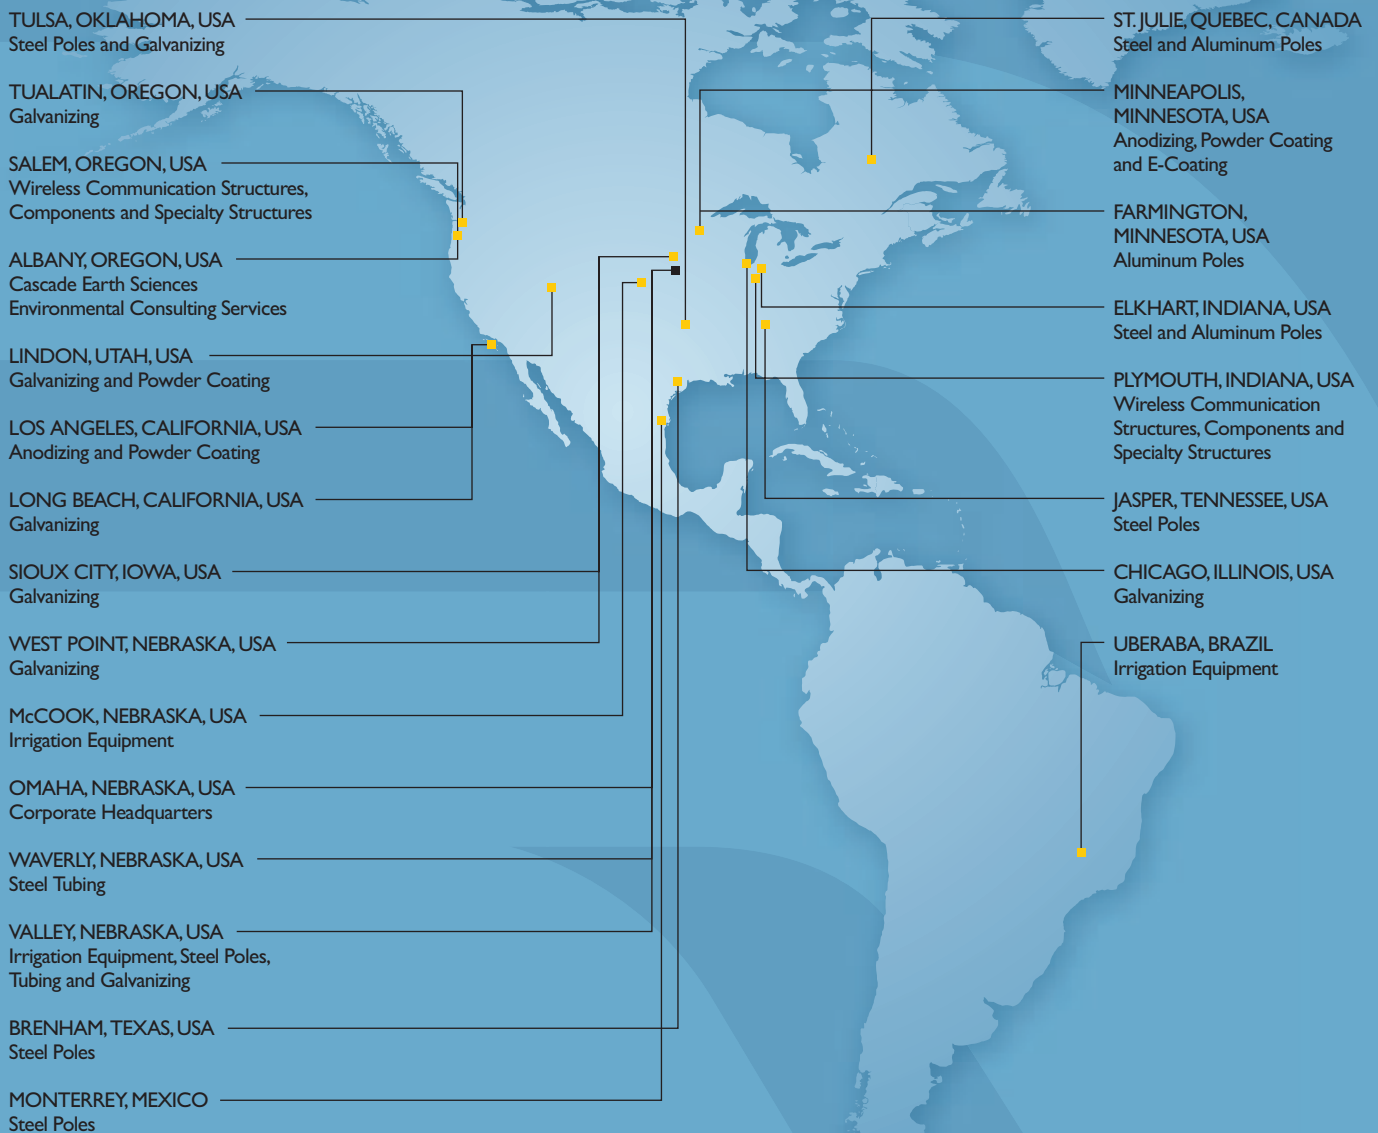 TULSA, OKLAHOMA, USA
Steel Poles and Galvanizing
TUALATIN, OREGON, USA
Galvanizing
SALEM, OREGON, USA
Wireless Communication Structures,
Components and Specialty Structures
ALBANY, OREGON, USA
Cascade Earth Sciences
Environmental Consulting Services
LINDON, UTAH, USA
Galvanizing and Powder Coating
LOS ANGELES, CALIFORNIA, USA
Anodizing and Powder Coating
LONG BEACH, CALIFORNIA, USA
Galvanizing
SIOUX CITY, IOWA, USA
Galvanizing
WEST POINT, NEBRASKA, USA
Galvanizing
McCOOK, NEBRASKA, USA
Irrigation Equipment
OMAHA, NEBRASKA, USA
Corporate Headquarters
WAVERLY, NEBRASKA, USA
Steel Tubing
VALLEY, NEBRASKA, USA
Irrigation Equipment, Steel Poles,
Tubing and Galvanizing
BRENHAM, TEXAS, USA
Steel Poles
MONTERREY, MEXICO
Steel Poles
ST. JULIE, QUEBEC, CANADA
Steel and Aluminum Poles
MINNEAPOLIS,
MINNESOTA, USA
Anodizing, Powder Coating
and E-Coating
FARMINGTON,
MINNESOTA, USA
Aluminum Poles
ELKHART, INDIANA, USA
Steel and Aluminum Poles
PLYMOUTH, INDIANA, USA
Wireless Communication
Structures, Components and
Specialty Structures
JASPER, TENNESSEE, USA
Steel Poles
CHICAGO, ILLINOIS, USA
Galvanizing
UBERABA, BRAZIL
Irrigation Equipment